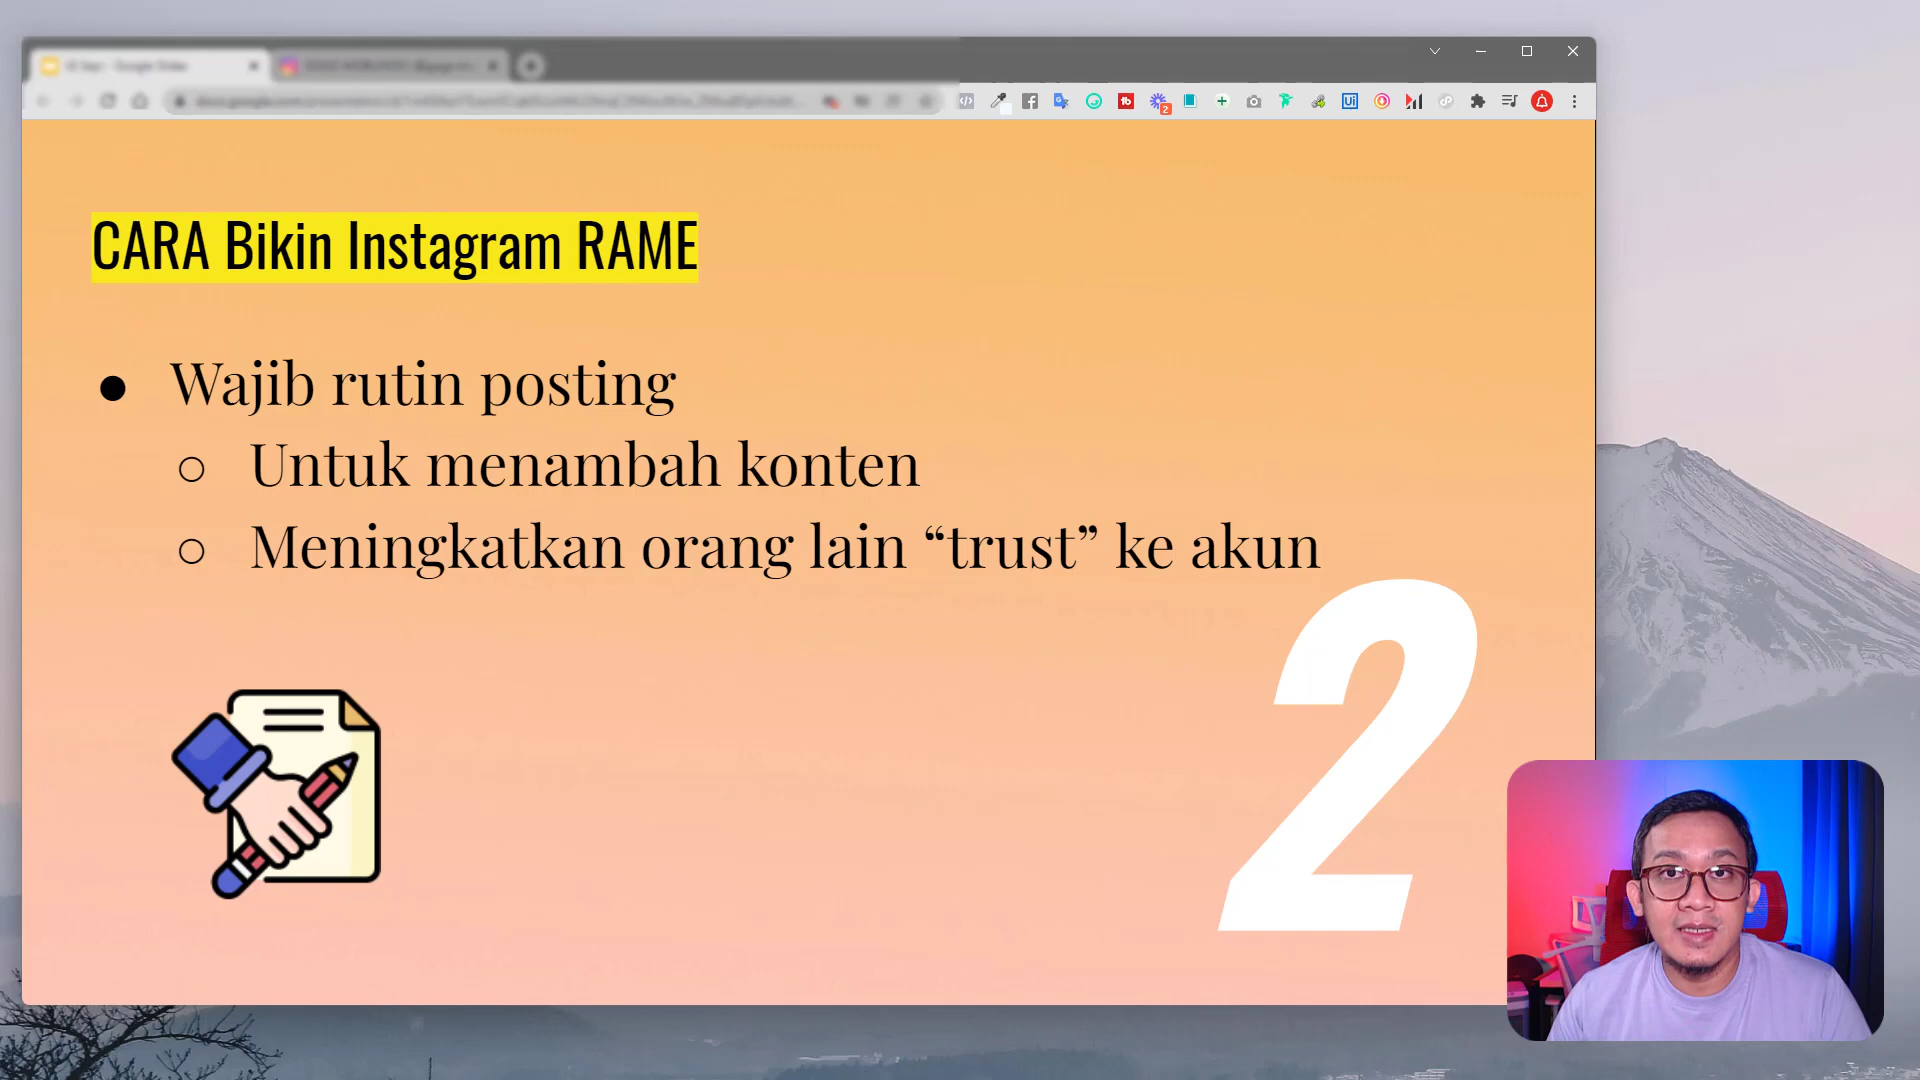 CARA Bikin Instagram RAME
● Wajib rutin posting
○ Untuk menambah konten
○ Meningkatkan orang lain “trust” ke akun
2